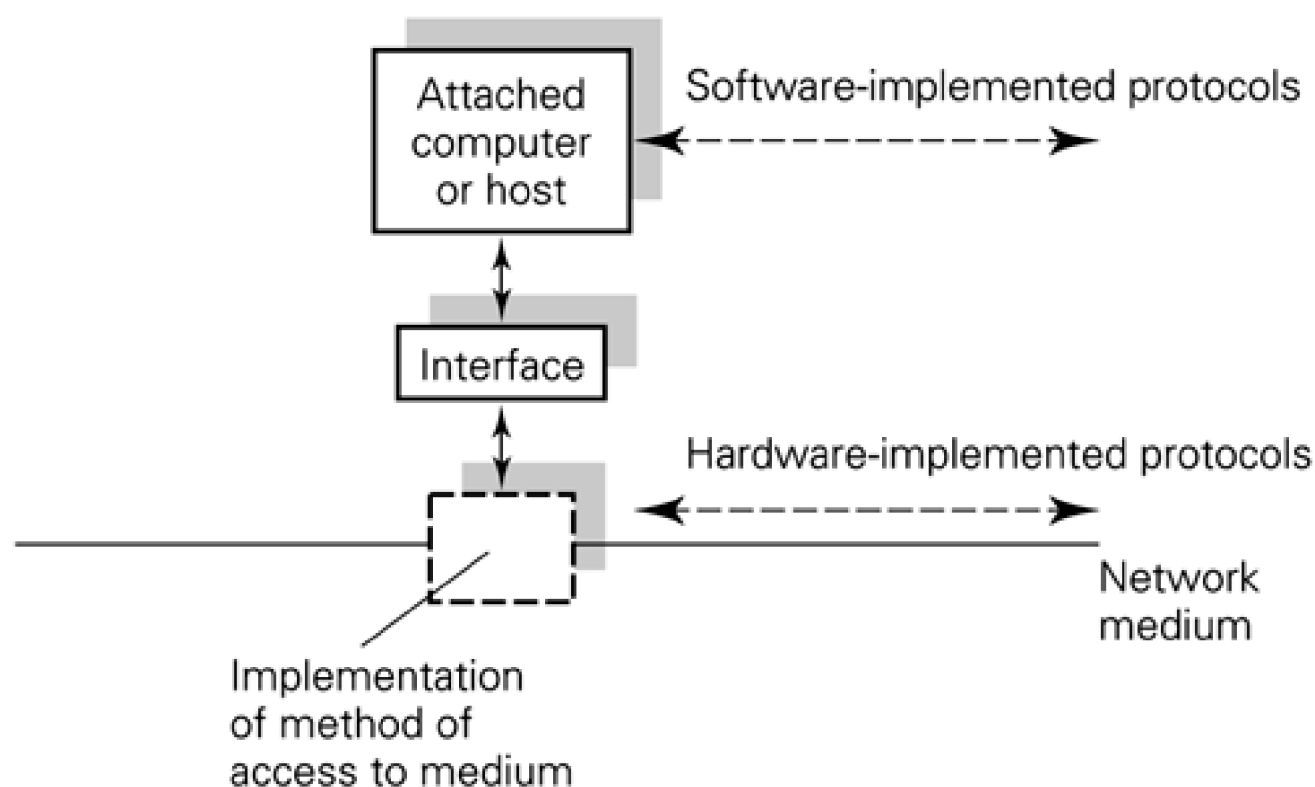 Attached
computer
or host
Software-implemented protocols
Interface
Hardware-implemented protocols
Network
medium
Implementation
of method of
access to medium